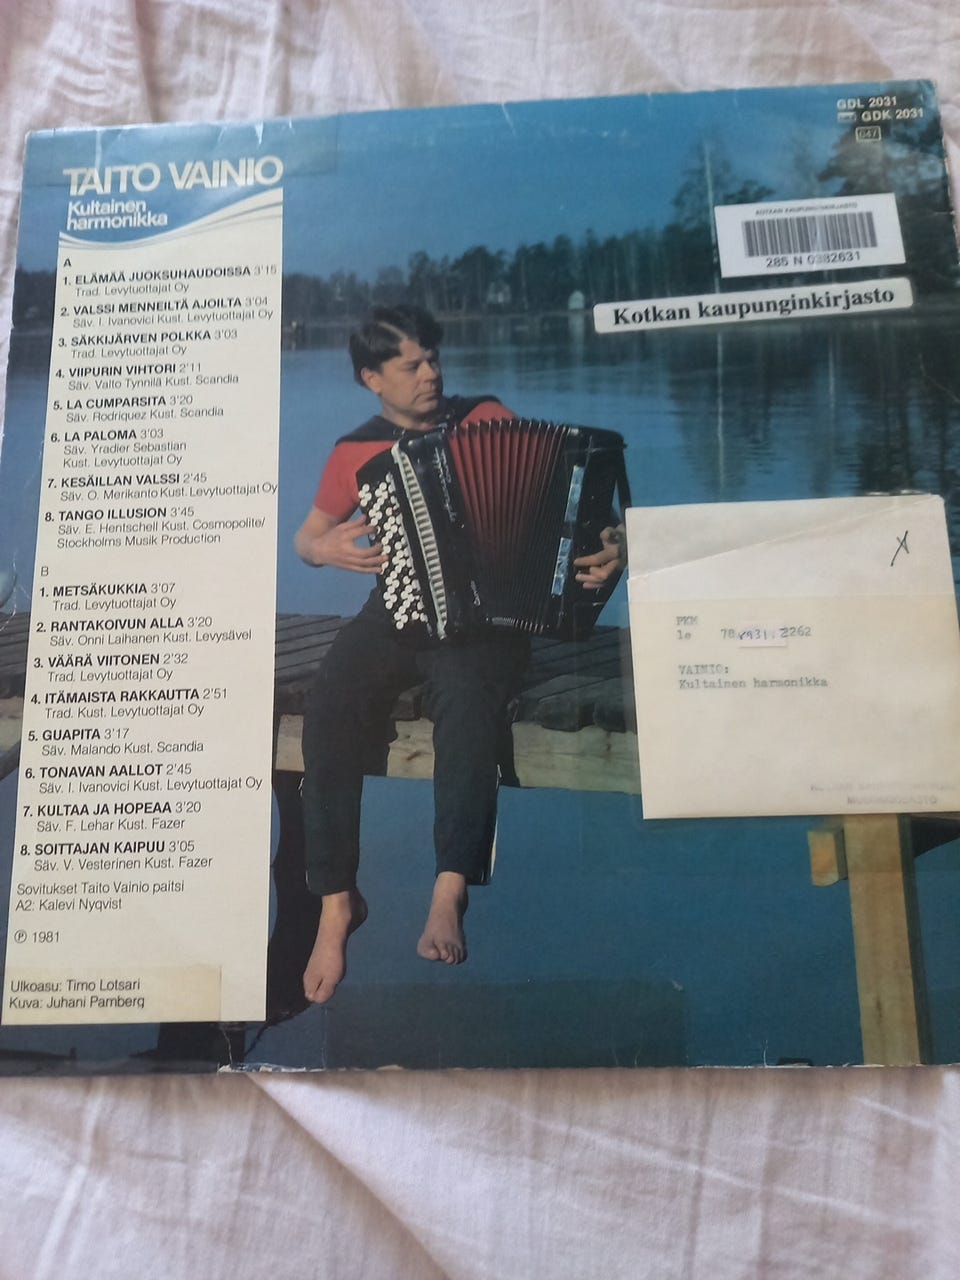 TAITO VAINIO
Kultainen
harmonikka
A
1. ELÄMÄÄ JUOKSUHAUDOISSA 3'15
Trad. Levytuottajat Oy
2. VALSSI MENNEILTÄ AJOILTA 3'04
Säv. I. Ivanovici Kust. Levytuottajat Oy
3. SÄKKIJÄRVEN POLKKA 3'03
Trad. Levytuottajat Oy
4. VIIPURIN VIHTORI 2'11
Säv. Valto Tynnilä Kust. Scandia
5. LA CUMPARSITA 3'20
Säv. Rodriquez Kust. Scandia
6. LA PALOMA 3'03
Säv. Yradier Sebastian
Kust. Levytuottajat Oy
7. KESÄILLAN VALSSI 2'45
Säv. O. Merikanto Kust. Levytuottajat Oy
8. TANGO ILLUSION 3'45
Säv. E. Hentschell Kust. Cosmopolite/
Stockholms Musik Production
B
1. METSÄKUKKIA 3'07
Trad. Levytuottajat Oy
2. RANTAKOIVUN ALLA 3'20
Säv. Onni Laihanen Kust. Levysävel
3. VÄÄRÄ VIITONEN 2'32
Trad. Levytuottajat Oy
4. ITÄMAISTA RAKKAUTTA 2'51
Trad. Kust. Levytuottajat Oy
5. GUAPITA 3'17
Säv. Malando Kust. Scandia
6. TONAVAN AALLOT 2'45
Säv. I. Ivanovici Kust. Levytuottajat Oy
7. KULTAA JA HOPEAA 3'20
Säv. F. Lehar Kust. Fazer
8. SOITTAJAN KAIPUU 3'05
Säv. V. Vesterinen Kust. Fazer
Sovitukset Taito Vainio paitsi
A2: Kalevi Nyqvist
℗ 1981
Ulkoasu: Timo Lotsari
Kuva: Juhani Pamberg
GDL 2031
GDK 2031
KOTKAN KAUPUNGINKIRJASTO
285 N 0382631
Kotkan kaupunginkirjasto
PKM
le 78.8931.2262
VAINIO:
Kultainen harmonikka